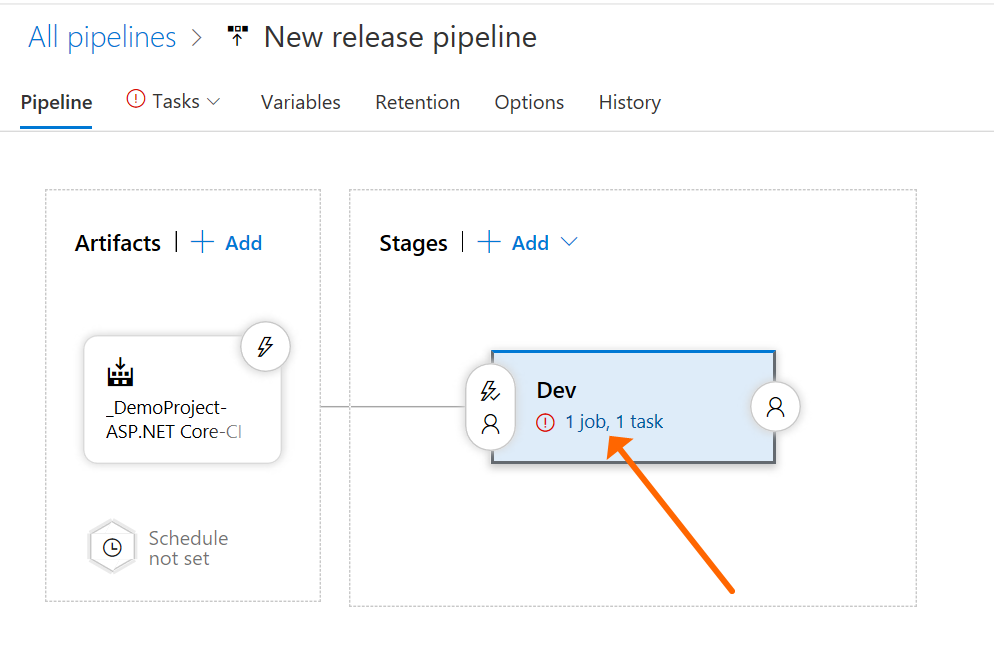 All pipelines > New release pipeline
Pipeline Tasks Variables Retention Options History
Artifacts | + Add
Stages | + Add
_DemoProject-
ASP.NET Core-CI
Dev
1 job, 1 task
Schedule
not set